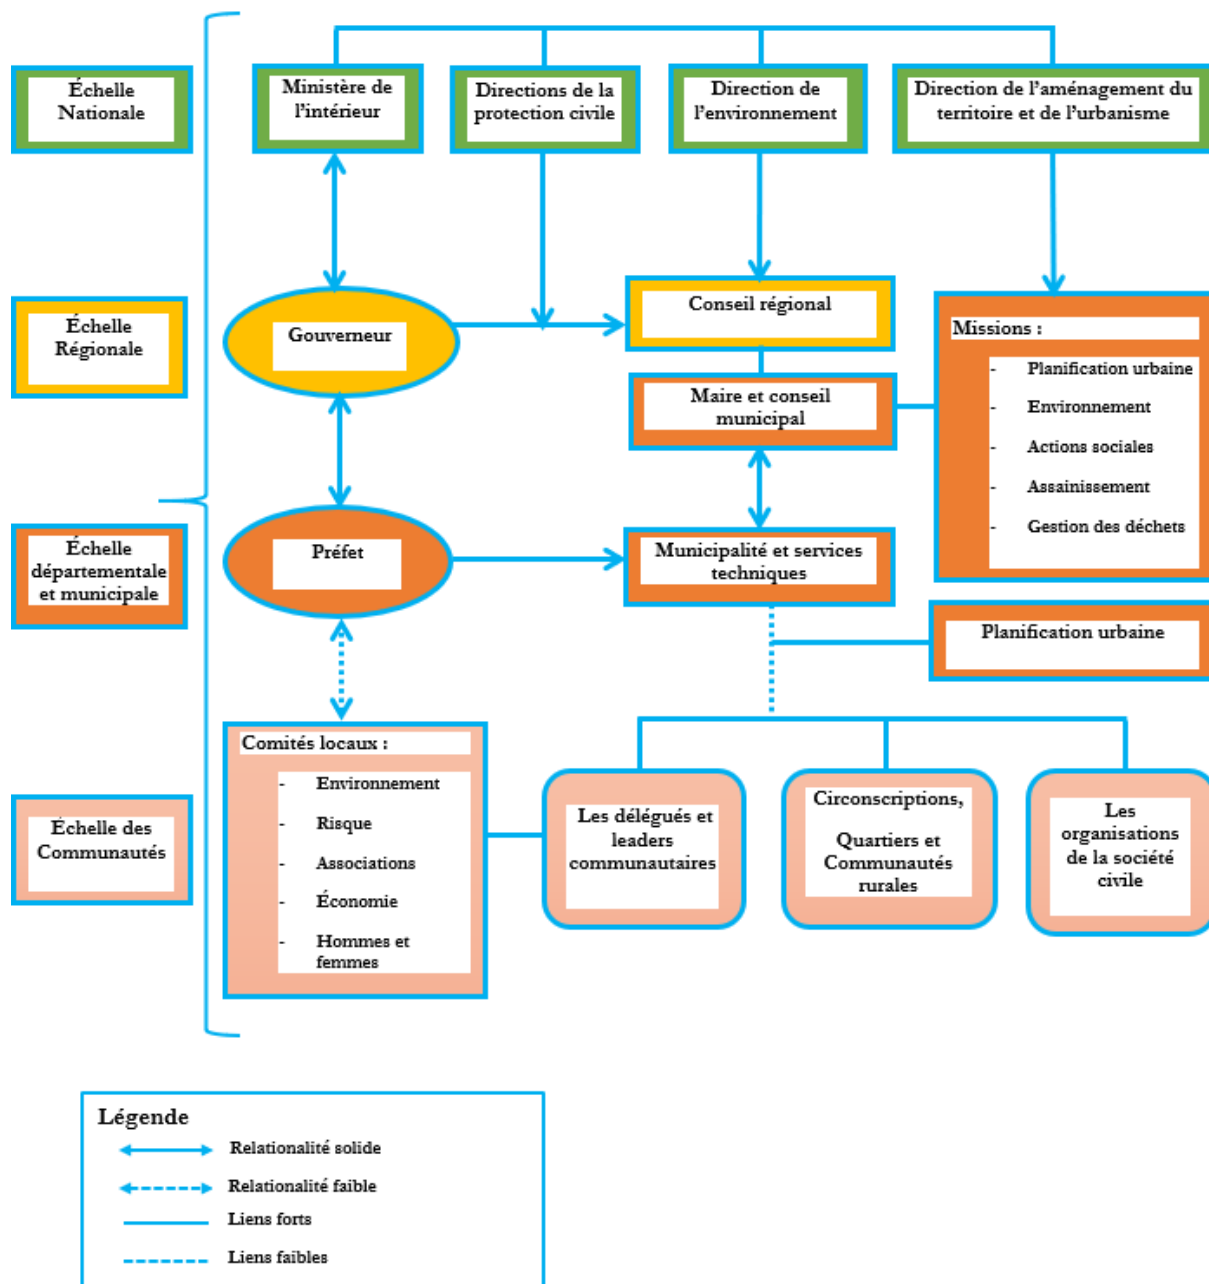 Échelle
Nationale
Ministère de
l'intérieur
Directions de la
protection civile
Direction de
l'environnement
Direction de l'aménagement du
territoire et de l'urbanisme
Échelle
Régionale
Gouverneur
Conseil régional
Maire et conseil
municipal
Missions :
- Planification urbaine
- Environnement
- Actions sociales
- Assainissement
- Gestion des déchets
Échelle
départementale
et municipale
Préfet
Municipalité et services
techniques
Planification urbaine
Échelle des
Communautés
Comités locaux :
- Environnement
- Risque
- Associations
- Économie
- Hommes et
femmes
Les délégués et
leaders
communautaires
Circonscriptions,
Quartiers et
Communautés
rurales
Les
organisations
de la société
civile
Légende
Relationalité solide
Relationalité faible
Liens forts
Liens faibles